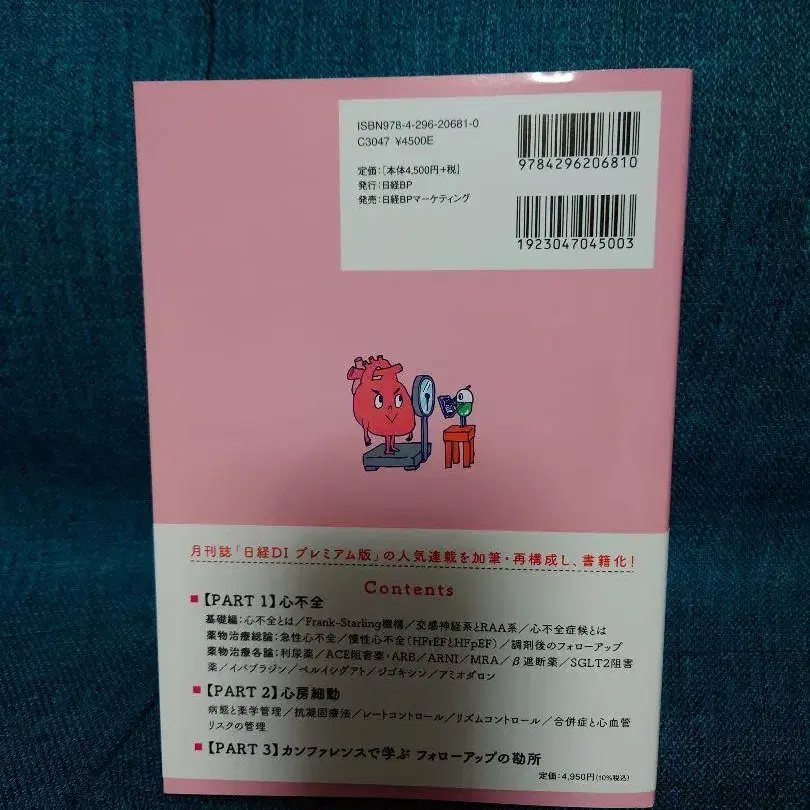 ISBN978-4-296-20681-0
C3047 ¥4500E
定価:[本体4,500円+税]
発行:日経BP
発売:日経BPマーケティング
9784296206810
1923047045003
月刊誌「日経DI プレミアム版」の人気連載を加筆・再構成し、書籍化!
Contents
■【PART 1】心不全
基礎編:心不全とは/Frank-Starling機構/交感神経系とRAA系/心不全症候とは
薬物治療総論:急性心不全/慢性心不全(HFrEFとHFpEF)/調剤後のフォローアップ
薬物治療各論:利尿薬/ACE阻害薬・ARB/ARNI/MRA/β遮断薬/SGLT2阻害
薬/イバブラジン/ベルイシグアト/ジゴキシン/アミオダロン
■【PART 2】心房細動
病態と薬学管理/抗凝固療法/レートコントロール/リズムコントロール/合併症と心血管
リスクの管理
■【PART 3】カンファレンスで学ぶ フォローアップの勘所
定価:4,950円(10%税込)